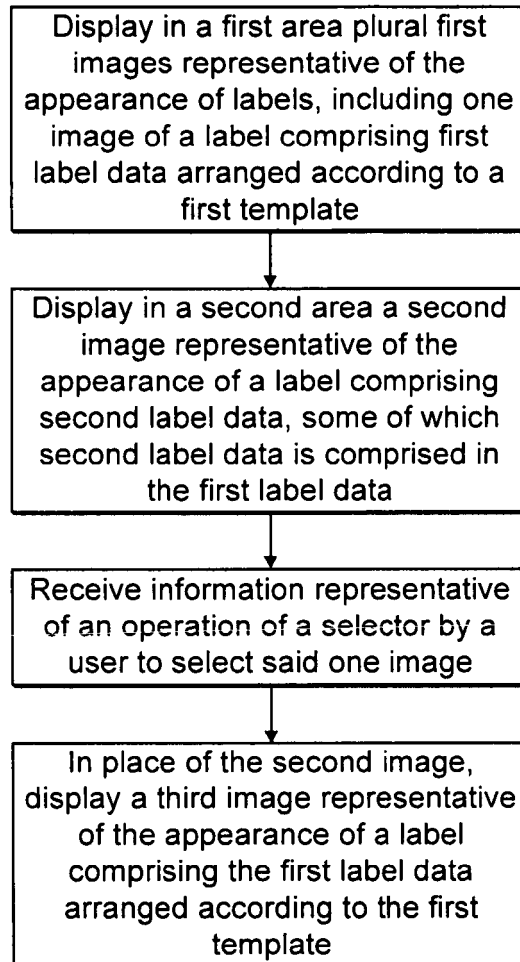 Display in a first area plural first
images representative of the
appearance of labels, including one
image of a label comprising first
label data arranged according to a
first template
Display in a second area a second
image representative of the
appearance of a label comprising
second label data, some of which
second label data is comprised in
the first label data
Receive information representative
of an operation of a selector by a
user to select said one image
In place of the second image,
display a third image representative
of the appearance of a label
comprising the first label data
arranged according to the first
template